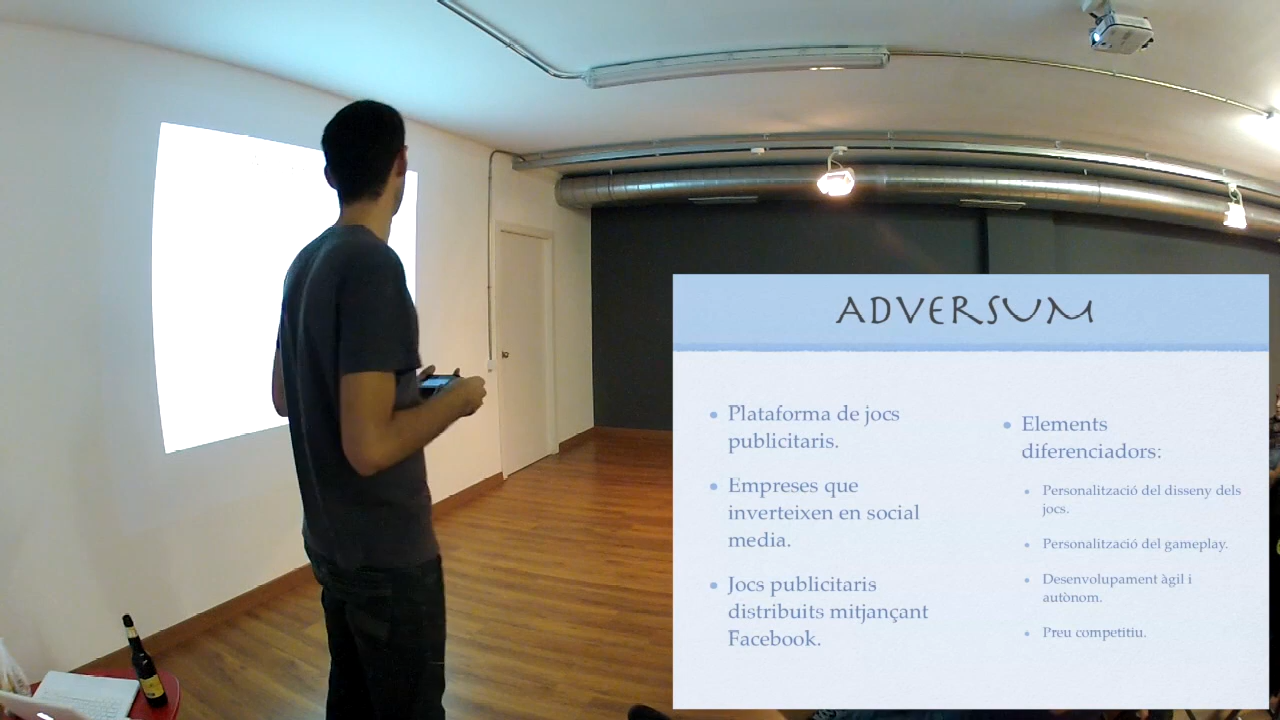 ADVERSUM
Plataforma de jocs
publicitaris.
Empreses que
inverteixen en social
media.
Jocs publicitaris
distribuits mitjançant
Facebook.
Elements
diferenciadors:
Personalització del disseny dels
jocs.
Personalització del gameplay.
Desenvolupament àgil i
autònom.
Preu competitiu.